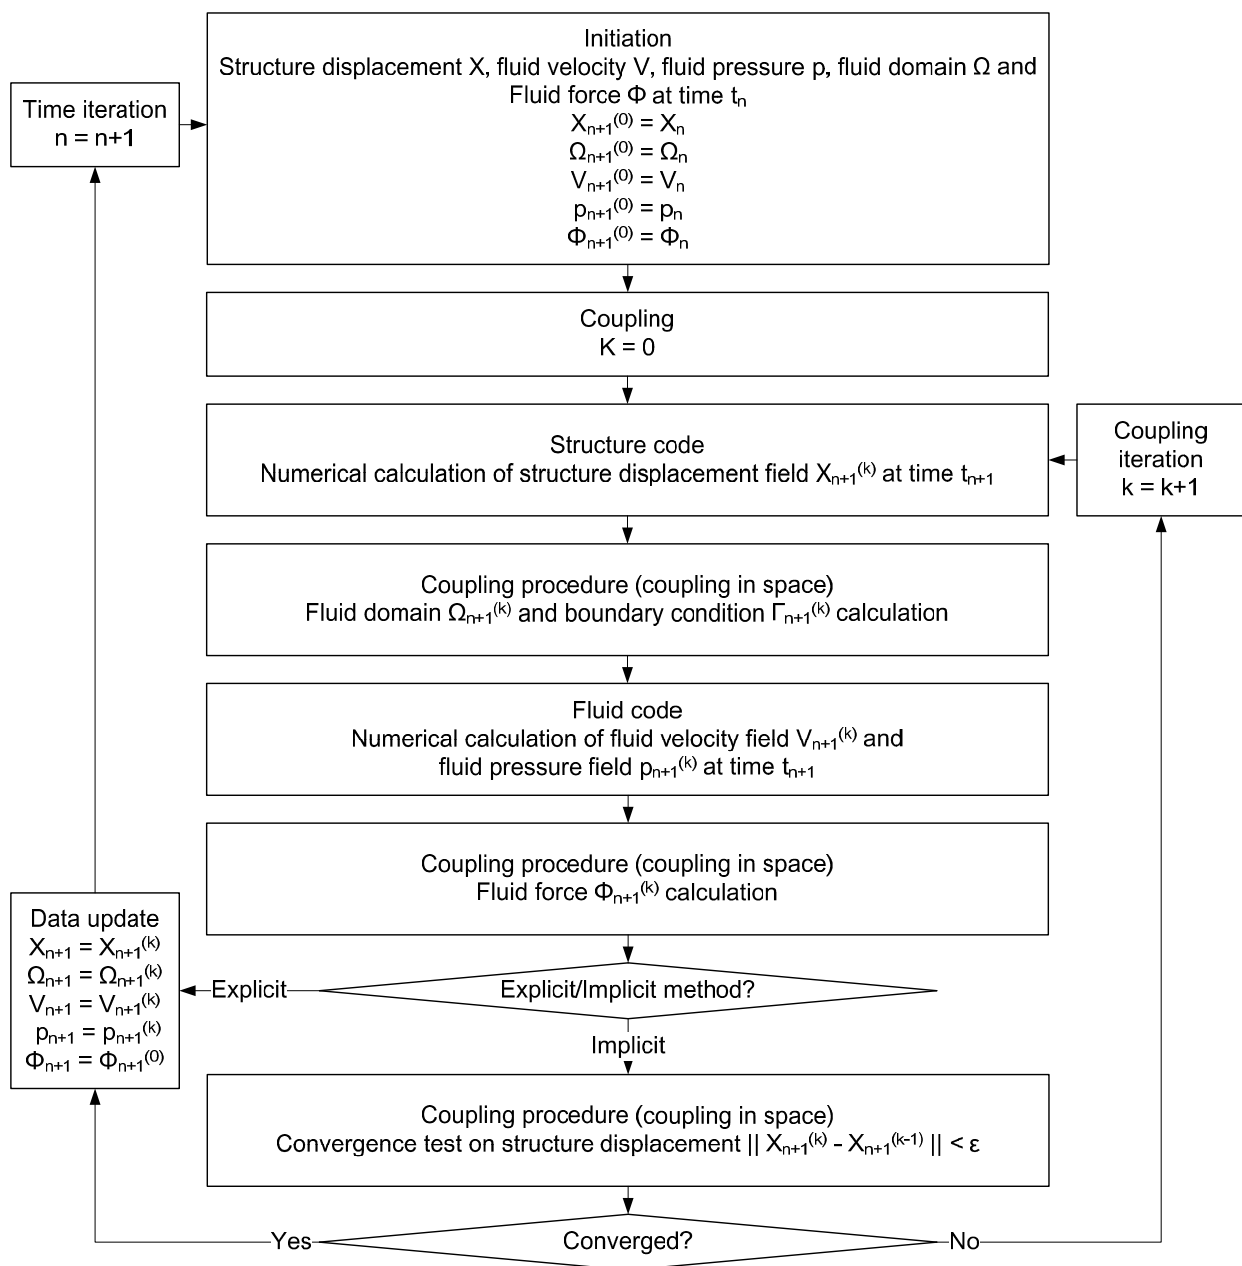 Initiation
Structure displacement X, fluid velocity V, fluid pressure p, fluid domain Ω and
Fluid force Φ at time tₙ
Xₙ₊₁⁽⁰⁾ = Xₙ
Ωₙ₊₁⁽⁰⁾ = Ωₙ
Vₙ₊₁⁽⁰⁾ = Vₙ
pₙ₊₁⁽⁰⁾ = pₙ
Φₙ₊₁⁽⁰⁾ = Φₙ
Time iteration
n = n+1
Coupling
K = 0
Structure code
Numerical calculation of structure displacement field Xₙ₊₁⁽ᵏ⁾ at time tₙ₊₁
Coupling
iteration
k = k+1
Coupling procedure (coupling in space)
Fluid domain Ωₙ₊₁⁽ᵏ⁾ and boundary condition Γₙ₊₁⁽ᵏ⁾ calculation
Fluid code
Numerical calculation of fluid velocity field Vₙ₊₁⁽ᵏ⁾ and
fluid pressure field pₙ₊₁⁽ᵏ⁾ at time tₙ₊₁
Coupling procedure (coupling in space)
Fluid force Φₙ₊₁⁽ᵏ⁾ calculation
Data update
Xₙ₊₁ = Xₙ₊₁⁽ᵏ⁾
Ωₙ₊₁ = Ωₙ₊₁⁽ᵏ⁾
Vₙ₊₁ = Vₙ₊₁⁽ᵏ⁾
pₙ₊₁ = pₙ₊₁⁽ᵏ⁾
Φₙ₊₁ = Φₙ₊₁⁽⁰⁾
Explicit
Explicit/Implicit method?
Implicit
Coupling procedure (coupling in space)
Convergence test on structure displacement || Xₙ₊₁⁽ᵏ⁾ - Xₙ₊₁⁽ᵏ⁻¹⁾ || < ε
Yes
Converged?
No